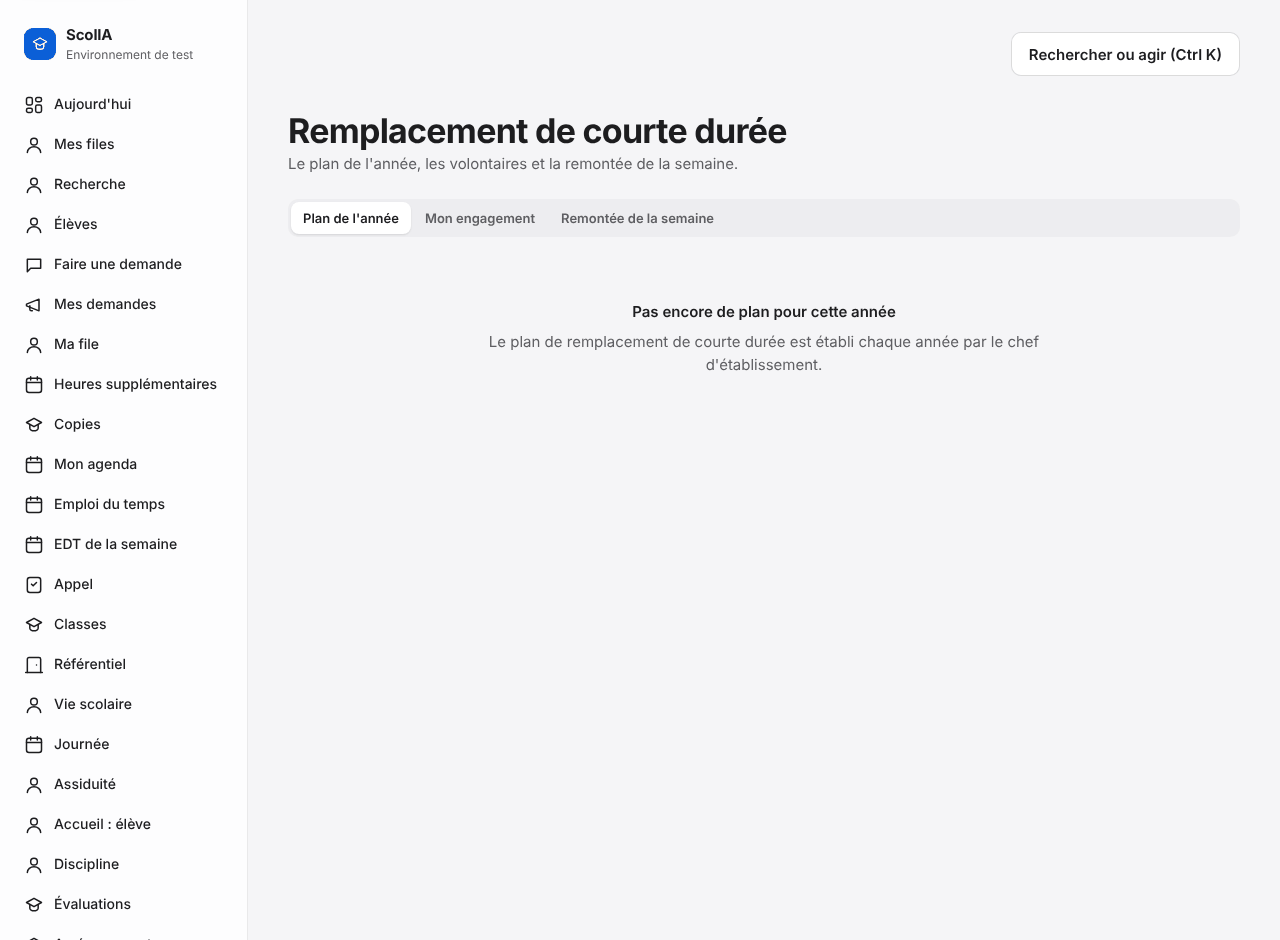 ScolIA
Environnement de test
Rechercher ou agir (Ctrl K)
Aujourd'hui
Mes files
Recherche
Élèves
Faire une demande
Mes demandes
Ma file
Heures supplémentaires
Copies
Mon agenda
Emploi du temps
EDT de la semaine
Appel
Classes
Référentiel
Vie scolaire
Journée
Assiduité
Accueil : élève
Discipline
Évaluations
Remplacement de courte durée
Le plan de l'année, les volontaires et la remontée de la semaine.
Plan de l'année
Mon engagement
Remontée de la semaine
Pas encore de plan pour cette année
Le plan de remplacement de courte durée est établi chaque année par le chef
d'établissement.